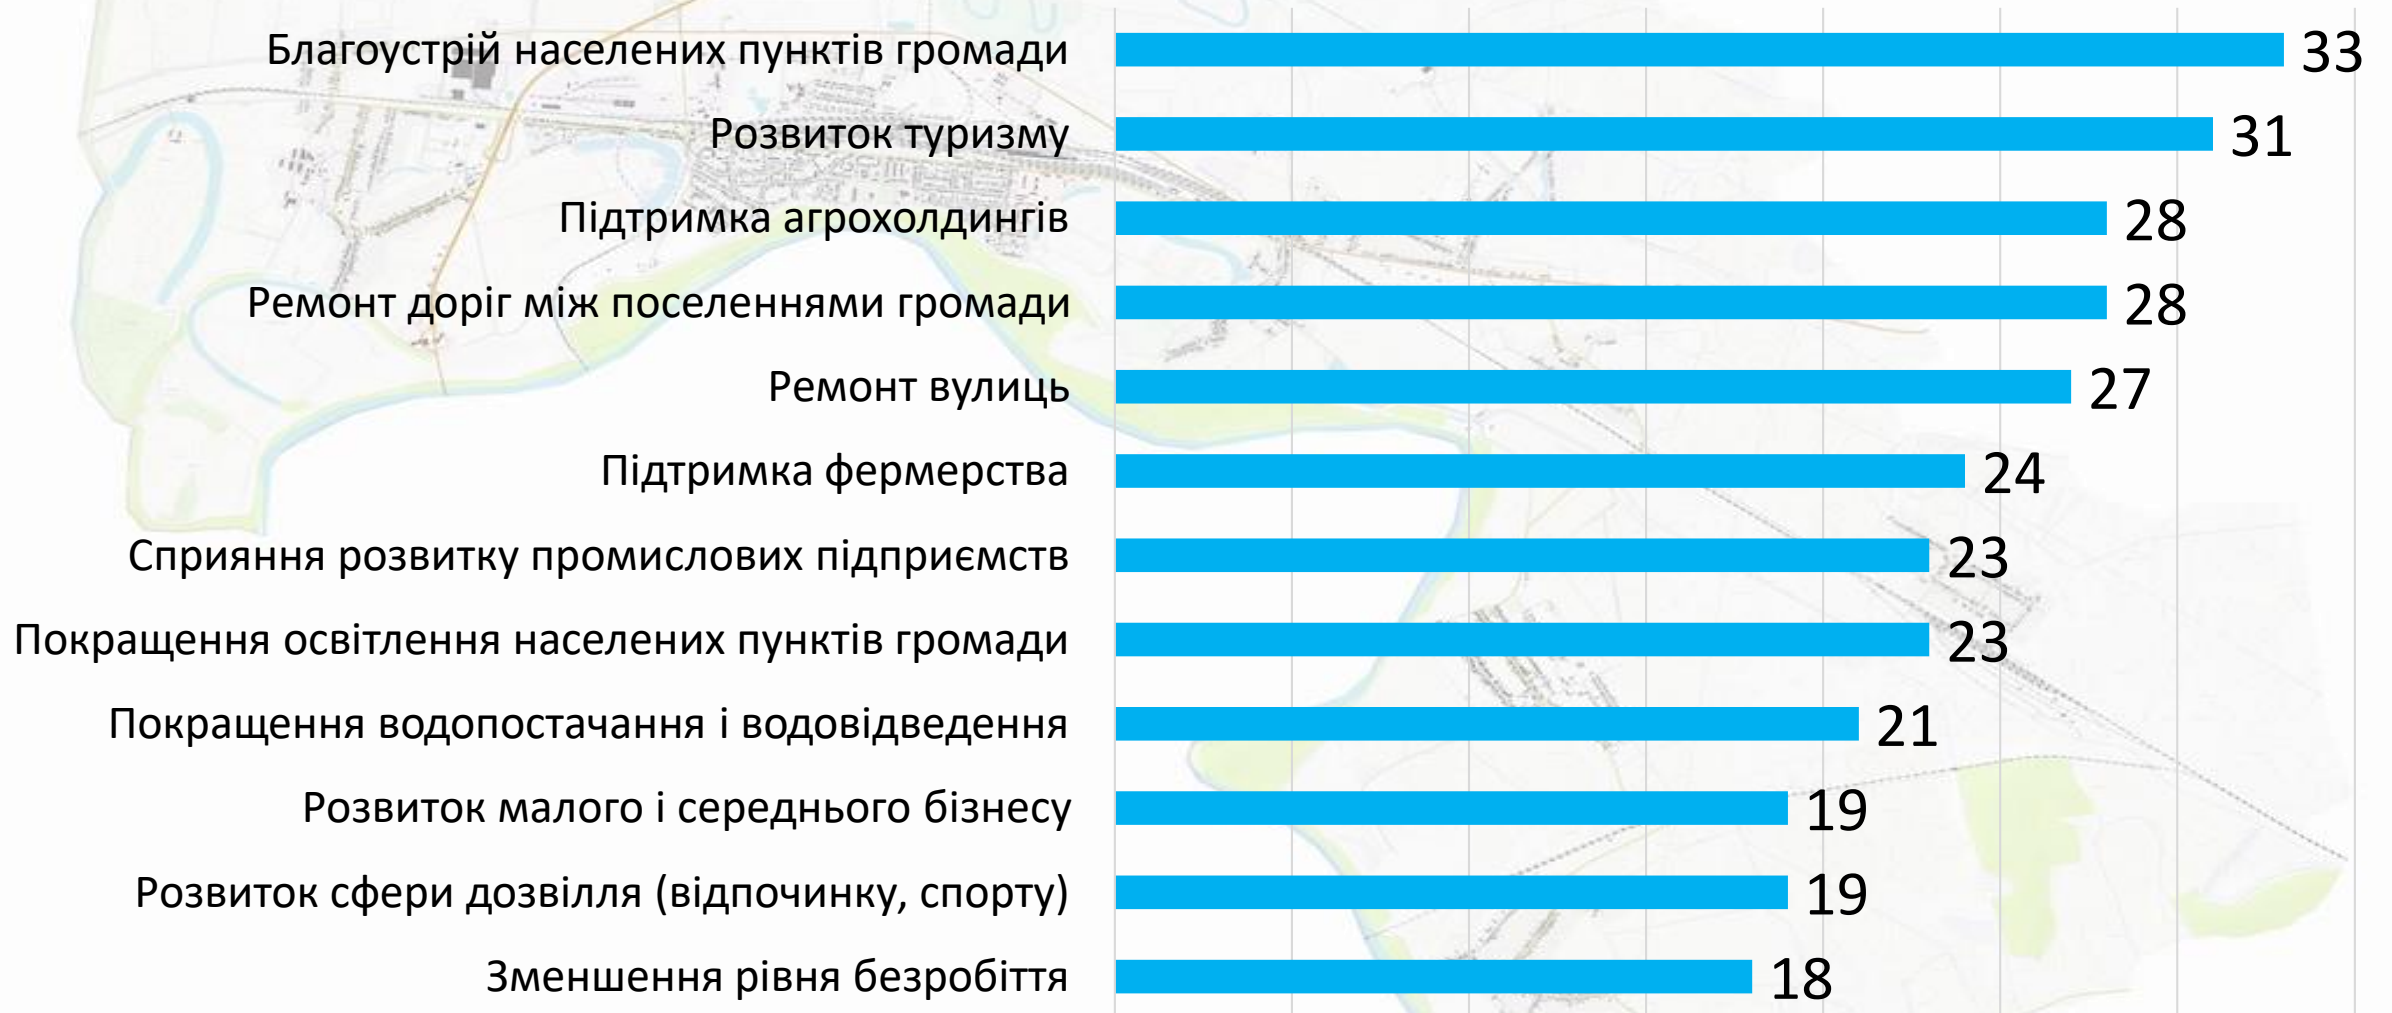 Благоустрій населених пунктів громади 33
Розвиток туризму 31
Підтримка агрохолдингів 28
Ремонт доріг між поселеннями громади 28
Ремонт вулиць 27
Підтримка фермерства 24
Сприяння розвитку промислових підприємств 23
Покращення освітлення населених пунктів громади 23
Покращення водопостачання і водовідведення 21
Розвиток малого і середнього бізнесу 19
Розвиток сфери дозвілля (відпочинку, спорту) 19
Зменшення рівня безробіття 18